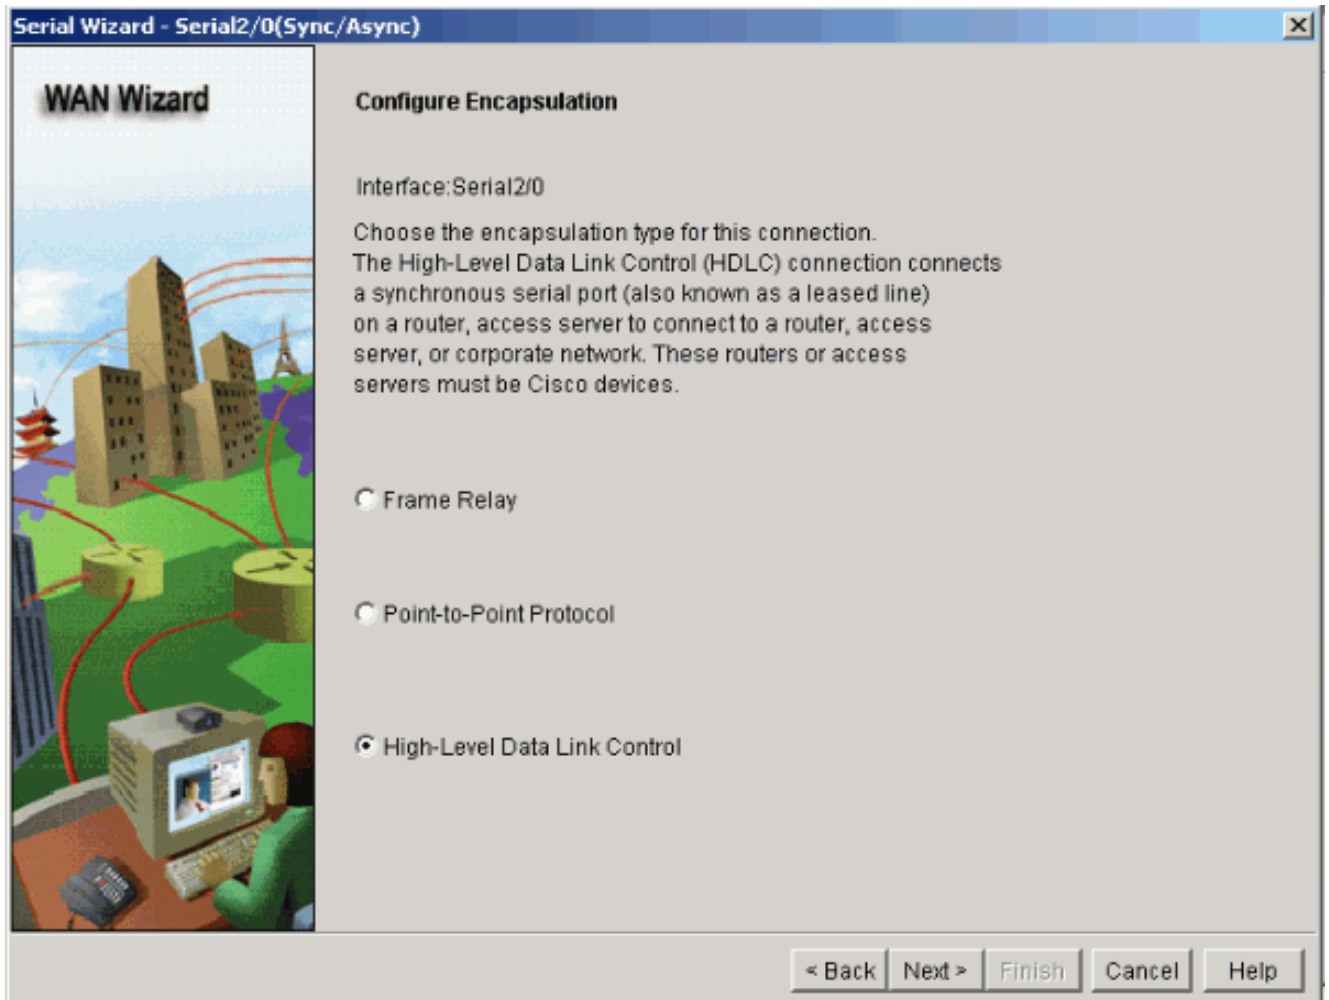 Serial Wizard - Serial2/0(Sync/Async)
WAN Wizard
Configure Encapsulation
Interface:Serial2/0
Choose the encapsulation type for this connection.
The High-Level Data Link Control (HDLC) connection connects
a synchronous serial port (also known as a leased line)
on a router, access server to connect to a router, access
server, or corporate network. These routers or access
servers must be Cisco devices.
Frame Relay
Point-to-Point Protocol
High-Level Data Link Control
< Back Next > Finish Cancel Help